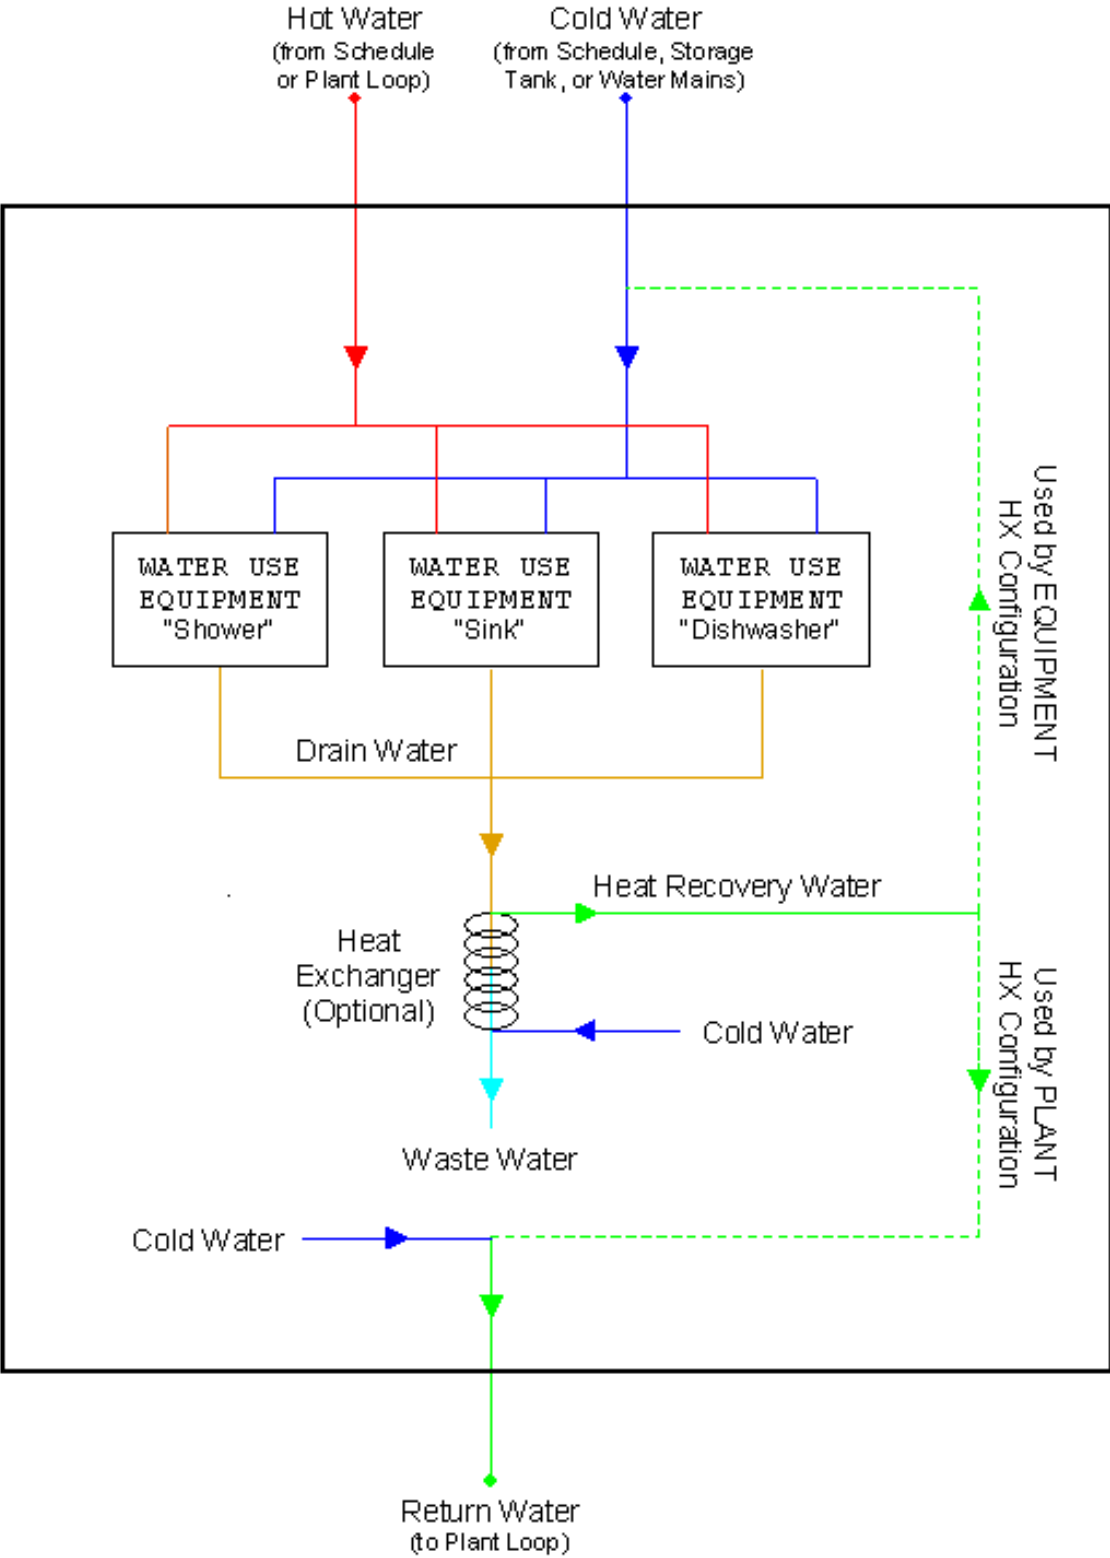 Hot Water
(from Schedule
or Plant Loop)
Cold Water
(from Schedule, Storage
Tank, or Water Mains)
WATER USE
EQUIPMENT
"Shower"
WATER USE
EQUIPMENT
"Sink"
WATER USE
EQUIPMENT
"Dishwasher"
Used by EQUIPMENT
HX Configuration
Drain Water
Heat Recovery Water
Heat
Exchanger
(Optional)
Cold Water
Used by PLANT
HX Configuration
Waste Water
Cold Water
Return Water
(to Plant Loop)